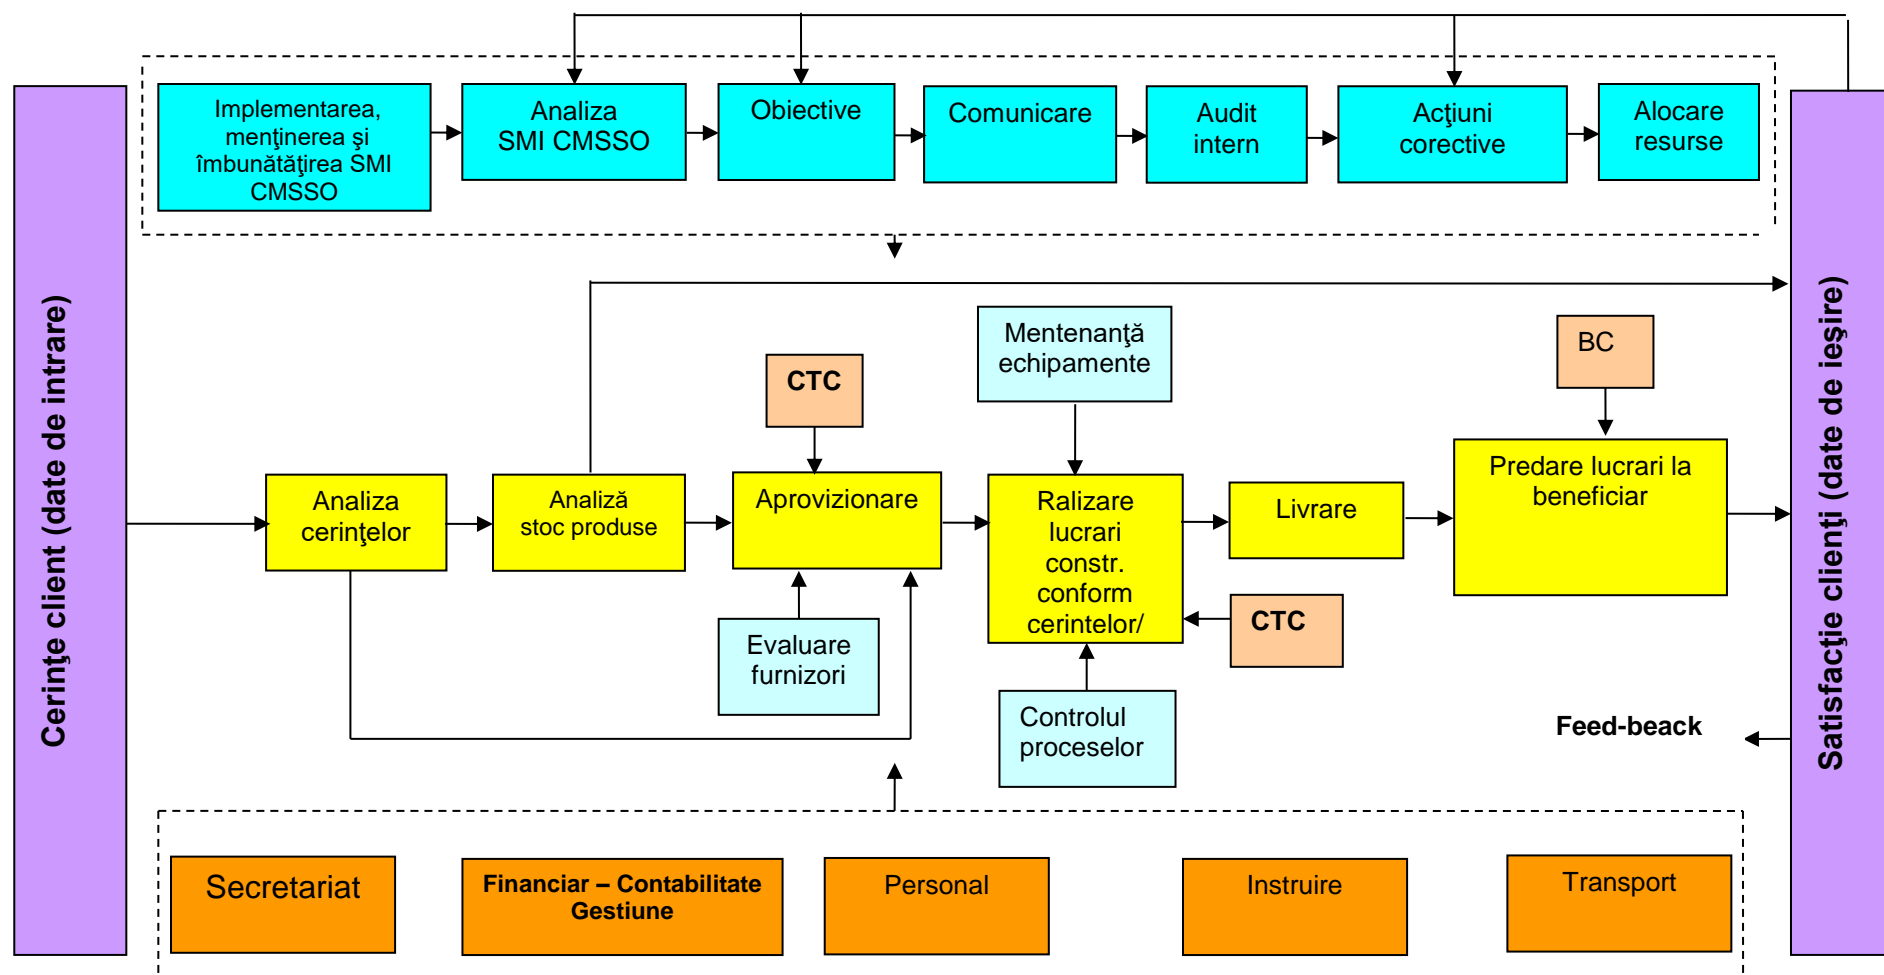 Cerinţe client (date de intrare)
Implementarea,
menţinerea şi
îmbunătăţirea SMI
CMSSO
Analiza
SMI CMSSO
Obiective
Comunicare
Audit
intern
Acţiuni
corective
Alocare
resurse
Satisfacţie clienţi (date de ieşire)
Mentenanţă
echipamente
BC
CTC
Analiza
cerinţelor
Analiză
stoc produse
Aprovizionare
Ralizare
lucrari
constr.
conform
cerintelor/
Livrare
Predare lucrari la
beneficiar
CTC
Evaluare
furnizori
Controlul
proceselor
Feed-beack
Secretariat
Financiar – Contabilitate
Gestiune
Personal
Instruire
Transport